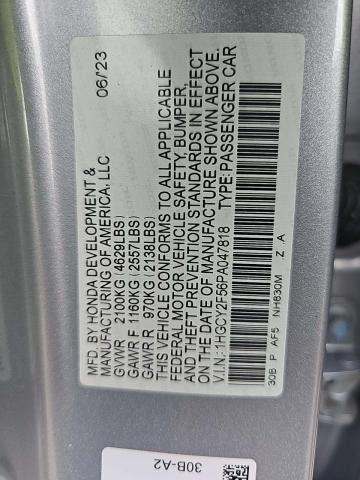 MFD. BY HONDA DEVELOPMENT &
MANUFACTURING OF AMERICA, LLC 06/23
GVWR 2100KG (4629LBS)
GAWR F 1160KG (2557LBS)
GAWR R 970KG (2138LBS)
THIS VEHICLE CONFORMS TO ALL APPLICABLE
FEDERAL MOTOR VEHICLE SAFETY, BUMPER,
AND THEFT PREVENTION STANDARDS IN EFFECT
ON THE DATE OF MANUFACTURE SHOWN ABOVE.
V.I.N.: 1HGCY2F56PA047818 TYPE: PASSENGER CAR
30B P AF5 NH830M Z A
30B-A2